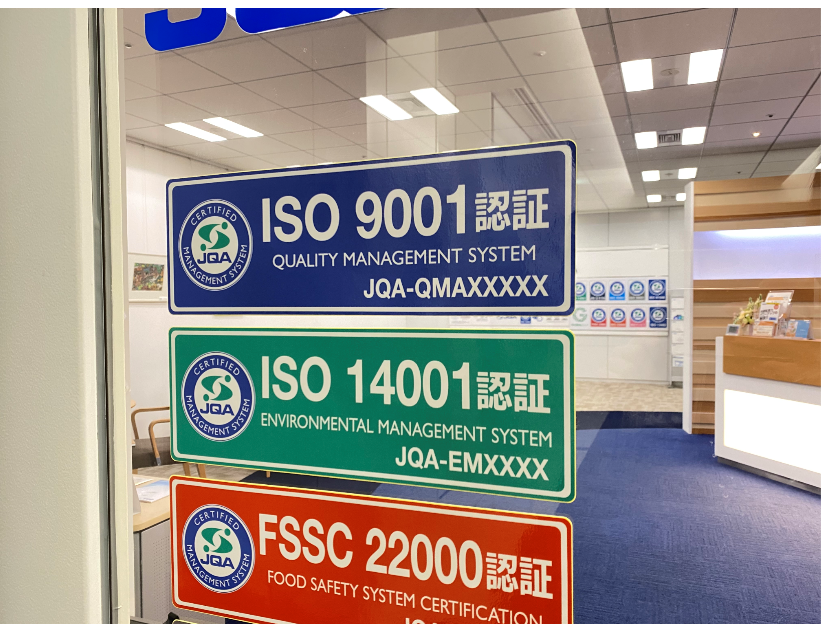 ISO 9001認証
QUALITY MANAGEMENT SYSTEM
JQA-QMAXXXXX
CERTIFIED
JQA
MANAGEMENT SYSTEM
ISO 14001認証
ENVIRONMENTAL MANAGEMENT SYSTEM
JQA-EMXXXX
CERTIFIED
JQA
MANAGEMENT SYSTEM
FSSC 22000認証
FOOD SAFETY SYSTEM CERTIFICATION
CERTIFIED
JQA
MANAGEMENT SYSTEM